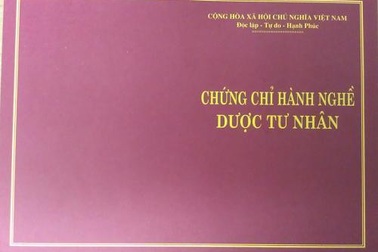 CỘNG HÒA XÃ HỘI CHỦ NGHĨA VIỆT NAM
Độc lập - Tự do - Hạnh Phúc
CHỨNG CHỈ HÀNH NGHỀ
DƯỢC TƯ NHÂN